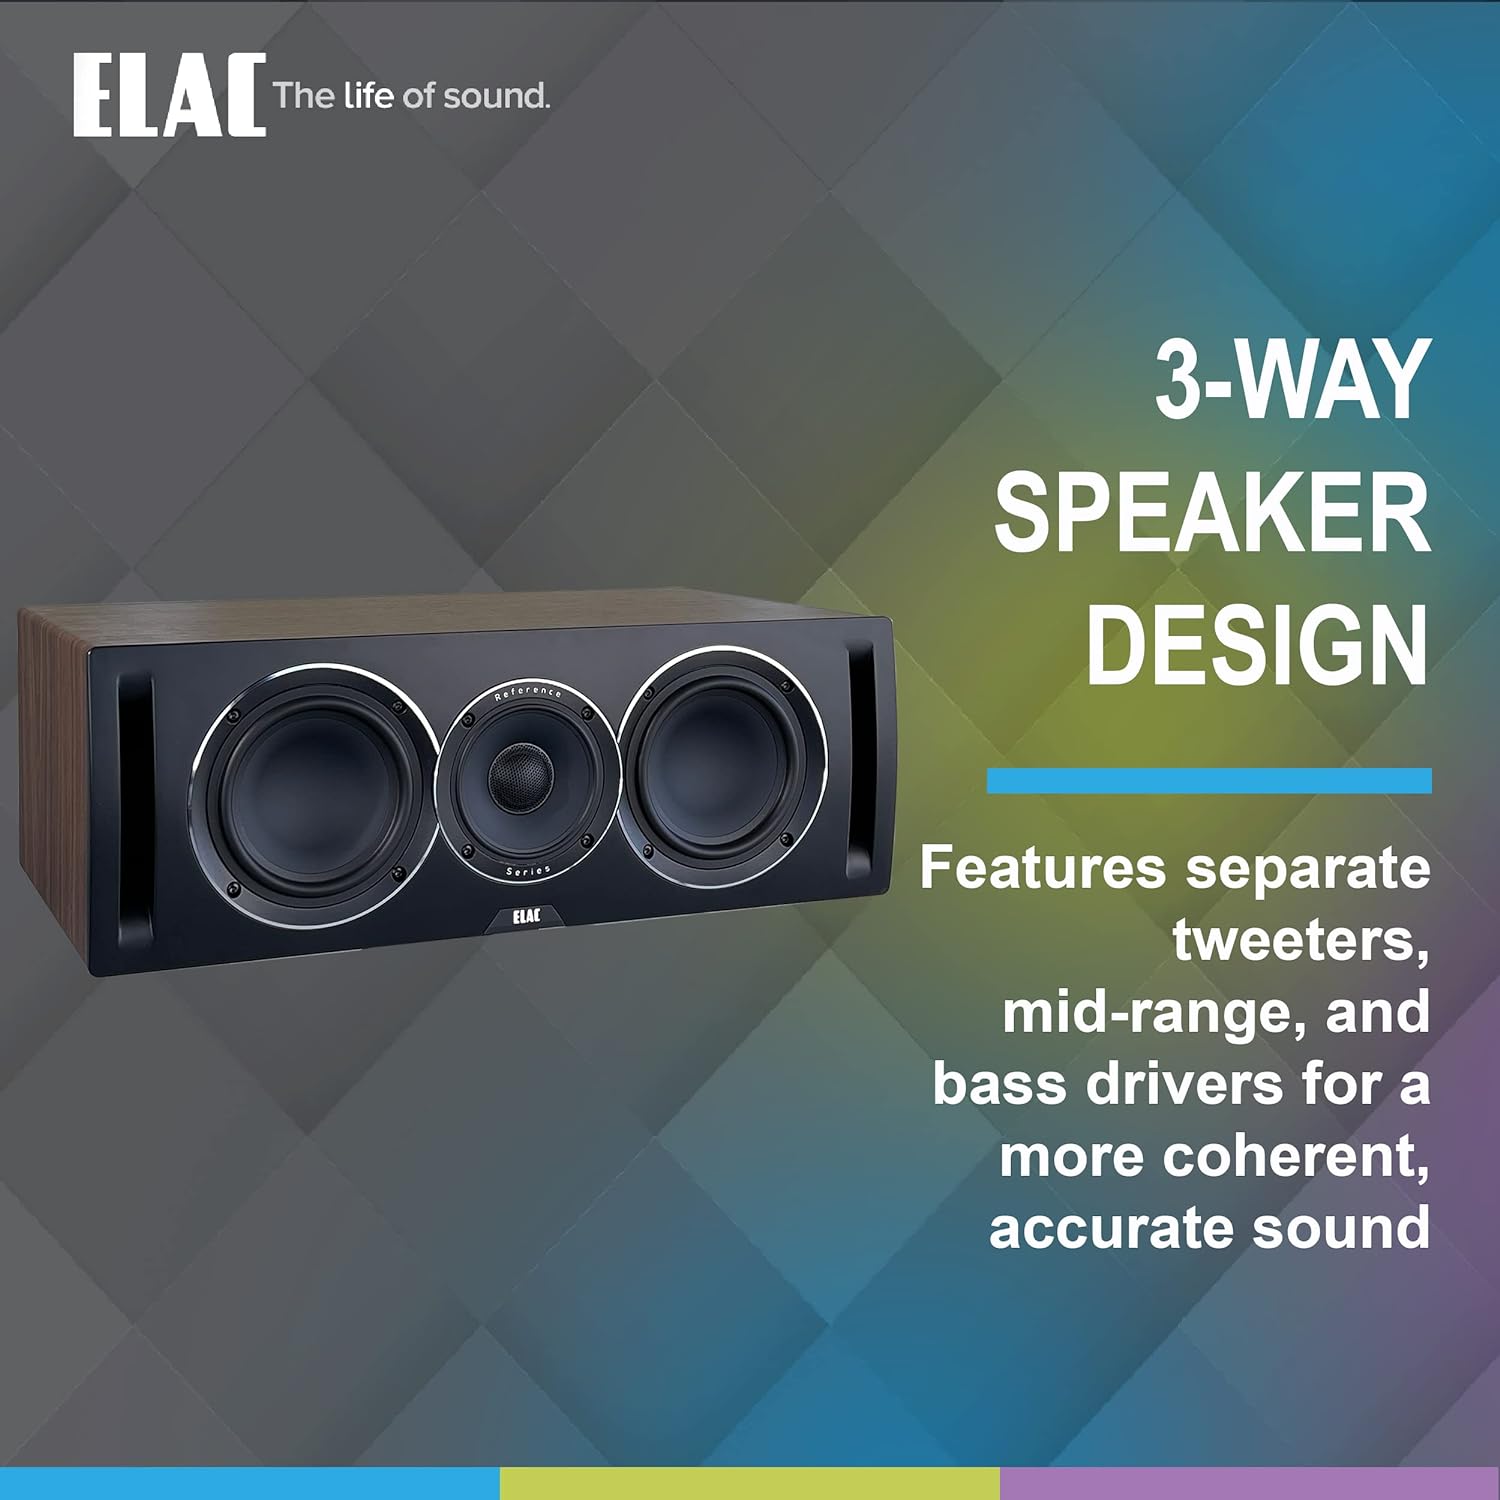 ELAC The life of sound.
3-WAY
SPEAKER
DESIGN
Features separate
tweeters,
mid-range, and
bass drivers for a
more coherent,
accurate sound
Reference
Series
ELAC